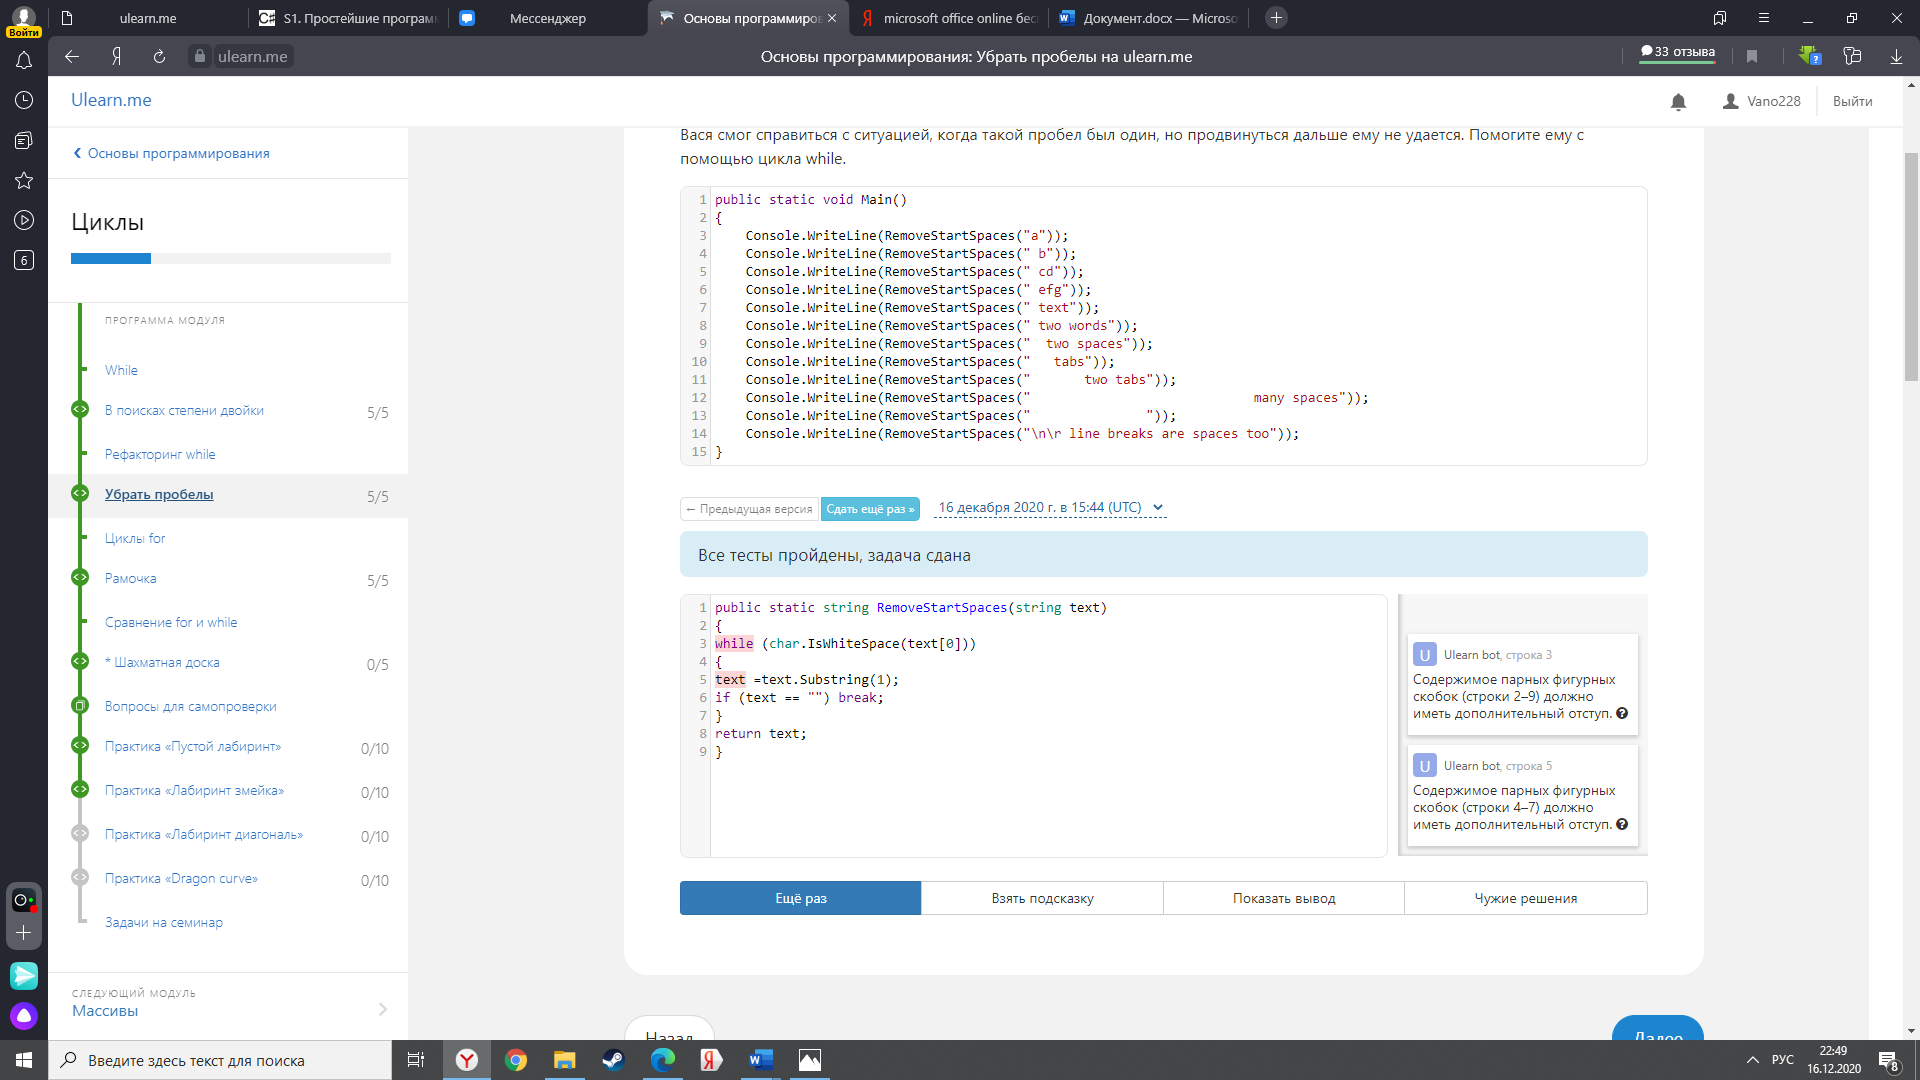 Войти
ulearn.me
S1. Простейшие програм
Мессенджер
Основы программиров
microsoft office online бес
Документ.docx — Microso
ulearn.me
Основы программирования: Убрать пробелы на ulearn.me
33 отзыва
6
Ulearn.me
Vano228
Выйти
Основы программирования
Циклы
ПРОГРАММА МОДУЛЯ
While
В поисках степени двойки 5/5
Рефакторинг while
Убрать пробелы 5/5
Циклы for
Рамочка 5/5
Сравнение for и while
* Шахматная доска 0/5
Вопросы для самопроверки
Практика «Пустой лабиринт» 0/10
Практика «Лабиринт змейка» 0/10
Практика «Лабиринт диагональ» 0/10
Практика «Dragon curve» 0/10
Задачи на семинар
СЛЕДУЮЩИЙ МОДУЛЬ
Массивы
Вася смог справиться с ситуацией, когда такой пробел был один, но продвинуться дальше ему не удается. Помогите ему с
помощью цикла while.
1 public static void Main()
2 {
3     Console.WriteLine(RemoveStartSpaces("a"));
4     Console.WriteLine(RemoveStartSpaces(" b"));
5     Console.WriteLine(RemoveStartSpaces(" cd"));
6     Console.WriteLine(RemoveStartSpaces(" efg"));
7     Console.WriteLine(RemoveStartSpaces(" text"));
8     Console.WriteLine(RemoveStartSpaces(" two words"));
9     Console.WriteLine(RemoveStartSpaces("  two spaces"));
10     Console.WriteLine(RemoveStartSpaces("   tabs"));
11     Console.WriteLine(RemoveStartSpaces("       two tabs"));
12     Console.WriteLine(RemoveStartSpaces("                             many spaces"));
13     Console.WriteLine(RemoveStartSpaces("               "));
14     Console.WriteLine(RemoveStartSpaces("\n\r line breaks are spaces too"));
15 }
← Предыдущая версия
Сдать ещё раз »
16 декабря 2020 г. в 15:44 (UTC)
Все тесты пройдены, задача сдана
1 public static string RemoveStartSpaces(string text)
2 {
3 while (char.IsWhiteSpace(text[0]))
4 {
5 text =text.Substring(1);
6 if (text == "") break;
7 }
8 return text;
9 }
U Ulearn bot, строка 3
Содержимое парных фигурных
скобок (строки 2–9) должно
иметь дополнительный отступ.
U Ulearn bot, строка 5
Содержимое парных фигурных
скобок (строки 4–7) должно
иметь дополнительный отступ.
Ещё раз
Взять подсказку
Показать вывод
Чужие решения
Назад
Далее
Введите здесь текст для поиска
РУС
22:49
16.12.2020
8